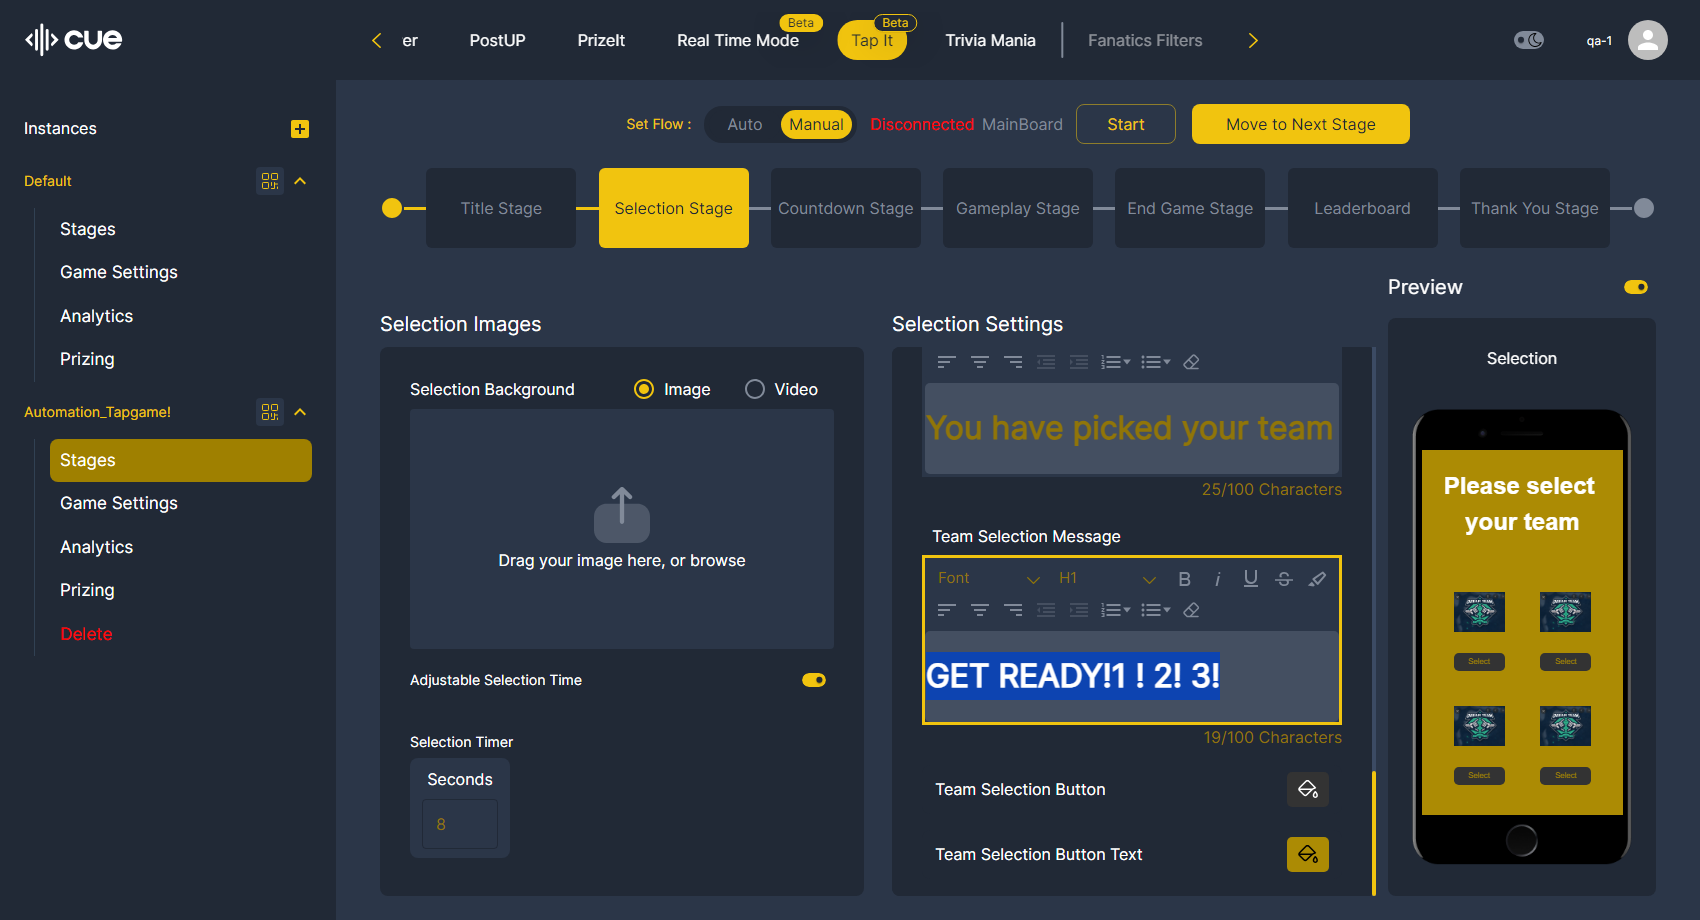 cue
er
PostUP
PrizeIt
Real Time Mode
Beta
Tap It
Beta
Trivia Mania
Fanatics Filters
qa-1
Instances
Default
Stages
Game Settings
Analytics
Prizing
Automation_Tapgame!
Stages
Game Settings
Analytics
Prizing
Delete
Set Flow :
Auto
Manual
Disconnected MainBoard
Start
Move to Next Stage
Title Stage
Selection Stage
Countdown Stage
Gameplay Stage
End Game Stage
Leaderboard
Thank You Stage
Selection Images
Selection Background
Image
Video
Drag your image here, or browse
Adjustable Selection Time
Selection Timer
Seconds
8
Selection Settings
You have picked your team
25/100 Characters
Team Selection Message
Font
H1
B
i
U
S
GET READY!1 ! 2! 3!
19/100 Characters
Team Selection Button
Team Selection Button Text
Preview
Selection
Please select
your team
Select
Select
Select
Select